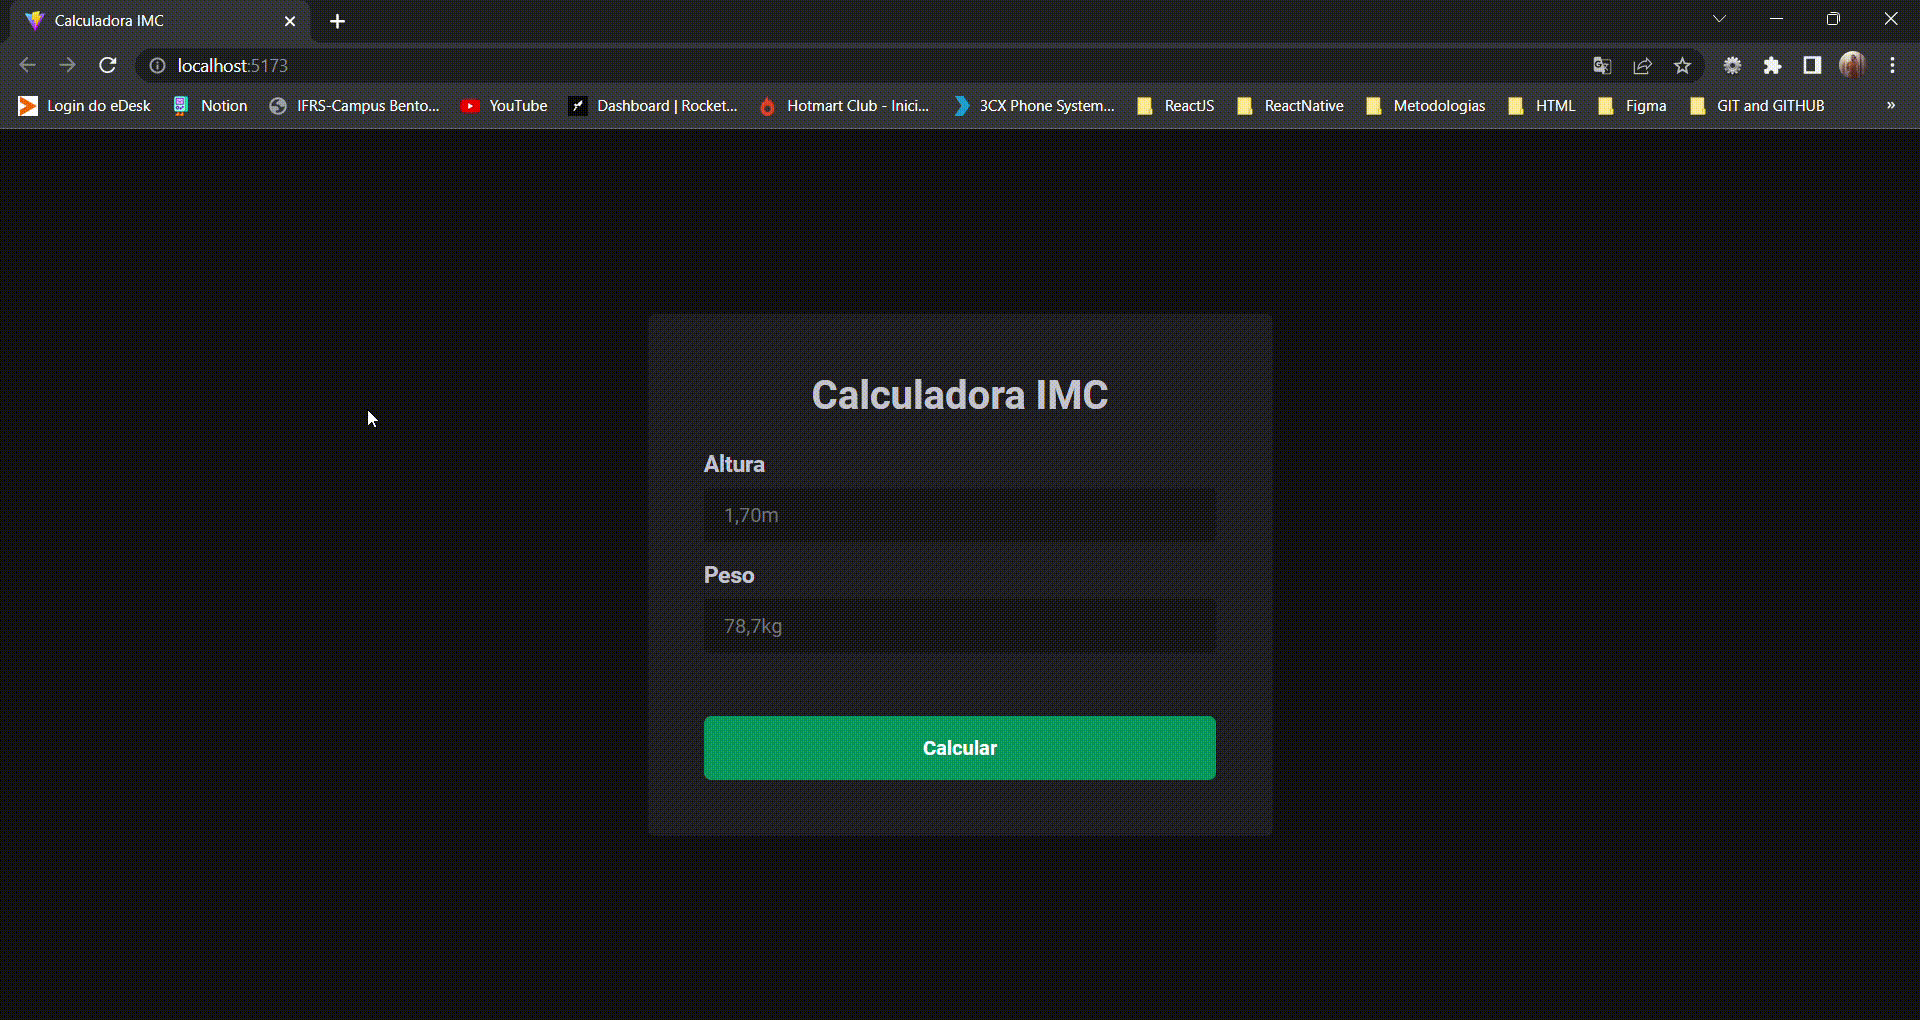 Calculadora IMC
localhost:5173
Login do eDesk Notion IFRS-Campus Bento... YouTube Dashboard | Rocket... Hotmart Club - Inici... 3CX Phone System... ReactJS ReactNative Metodologias HTML Figma GIT and GITHUB »
Calculadora IMC
Altura
1,70m
Peso
78,7kg
Calcular